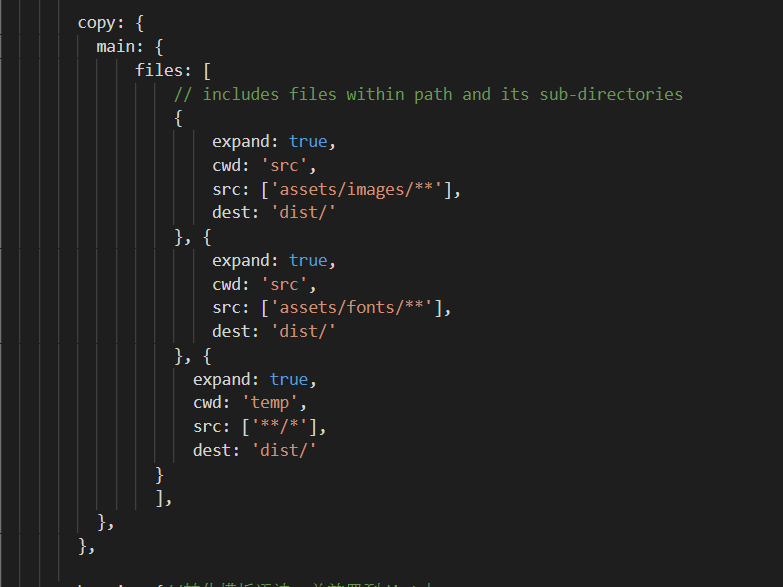 copy: {
main: {
files: [
// includes files within path and its sub-directories
{
expand: true,
cwd: 'src',
src: ['assets/images/**'],
dest: 'dist/'
}, {
expand: true,
cwd: 'src',
src: ['assets/fonts/**'],
dest: 'dist/'
}, {
expand: true,
cwd: 'temp',
src: ['**/*'],
dest: 'dist/'
}
],
},
},